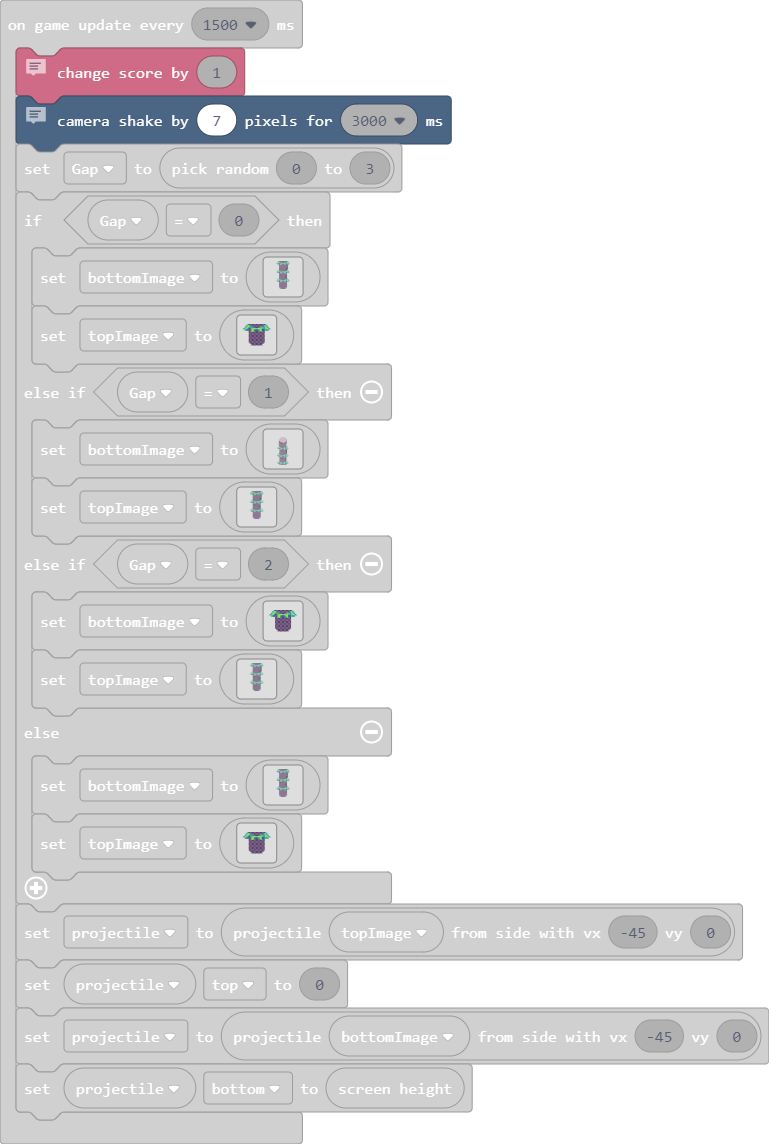 on game update every 1500 ms
change score by 1
camera shake by 7 pixels for 3000 ms
set Gap to pick random 0 to 3
if Gap = 0 then
set bottomImage to
set topImage to
else if Gap = 1 then
set bottomImage to
set topImage to
else if Gap = 2 then
set bottomImage to
set topImage to
else
set bottomImage to
set topImage to
set projectile to projectile topImage from side with vx -45 vy 0
set projectile top to 0
set projectile to projectile bottomImage from side with vx -45 vy 0
set projectile bottom to screen height